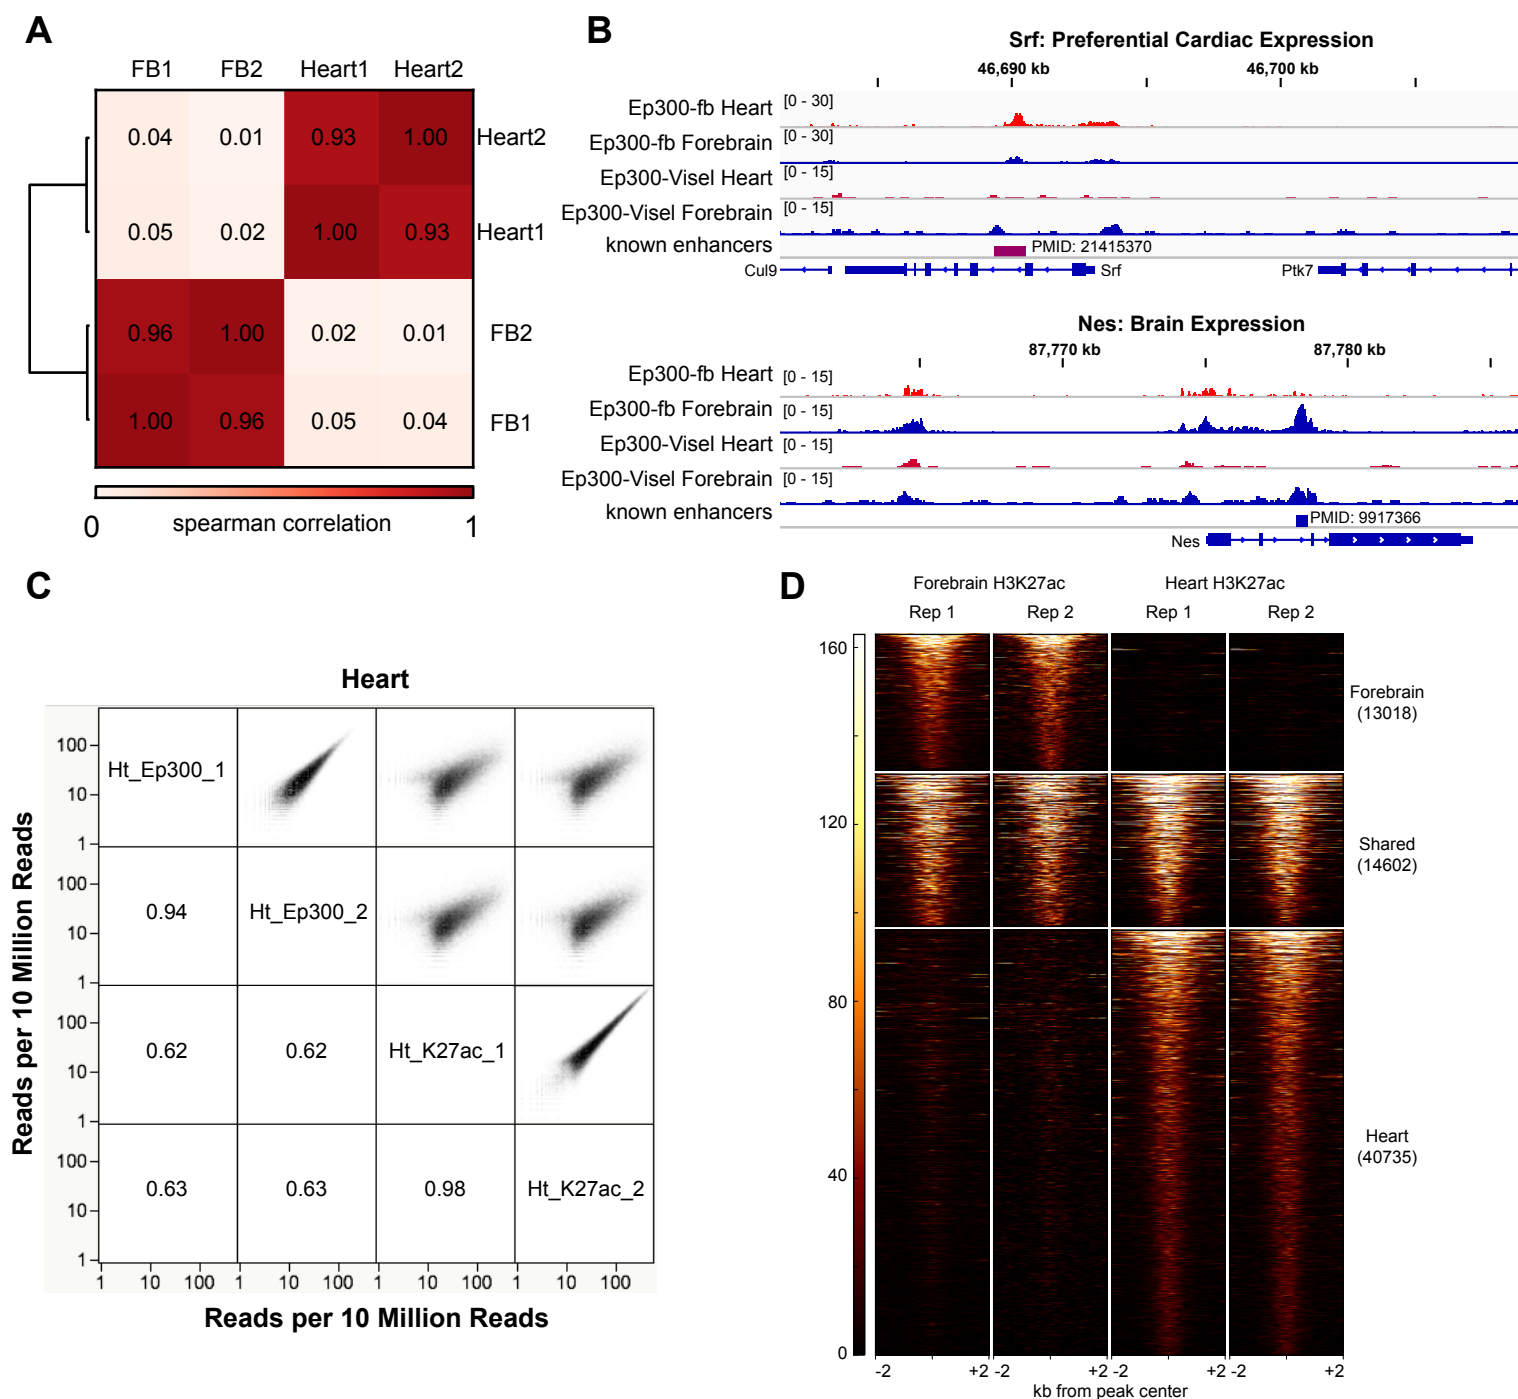 A
FB1 FB2 Heart1 Heart2
0.04 0.01 0.93 1.00 Heart2
0.05 0.02 1.00 0.93 Heart1
0.96 1.00 0.02 0.01 FB2
1.00 0.96 0.05 0.04 FB1
0 spearman correlation 1
B
Srf: Preferential Cardiac Expression
46,690 kb 46,700 kb
Ep300-fb Heart [0 - 30]
Ep300-fb Forebrain [0 - 30]
Ep300-Visel Heart [0 - 15]
Ep300-Visel Forebrain [0 - 15]
known enhancers PMID: 21415370
Cul9 Srf Ptk7
Nes: Brain Expression
87,770 kb 87,780 kb
Ep300-fb Heart [0 - 15]
Ep300-fb Forebrain [0 - 15]
Ep300-Visel Heart [0 - 15]
Ep300-Visel Forebrain [0 - 15]
known enhancers PMID: 9917366
Nes
C
Heart
Reads per 10 Million Reads
100
10
1
Ht_Ep300_1
100
10
1
0.94 Ht_Ep300_2
100
10
1
0.62 0.62 Ht_K27ac_1
100
10
1
0.63 0.63 0.98 Ht_K27ac_2
1 10 100 1 10 100 1 10 100 1 10 100
Reads per 10 Million Reads
D
Forebrain H3K27ac Heart H3K27ac
Rep 1 Rep 2 Rep 1 Rep 2
160
120
80
40
0
Forebrain
(13018)
Shared
(14602)
Heart
(40735)
-2 +2 -2 +2 -2 +2 -2 +2
kb from peak center